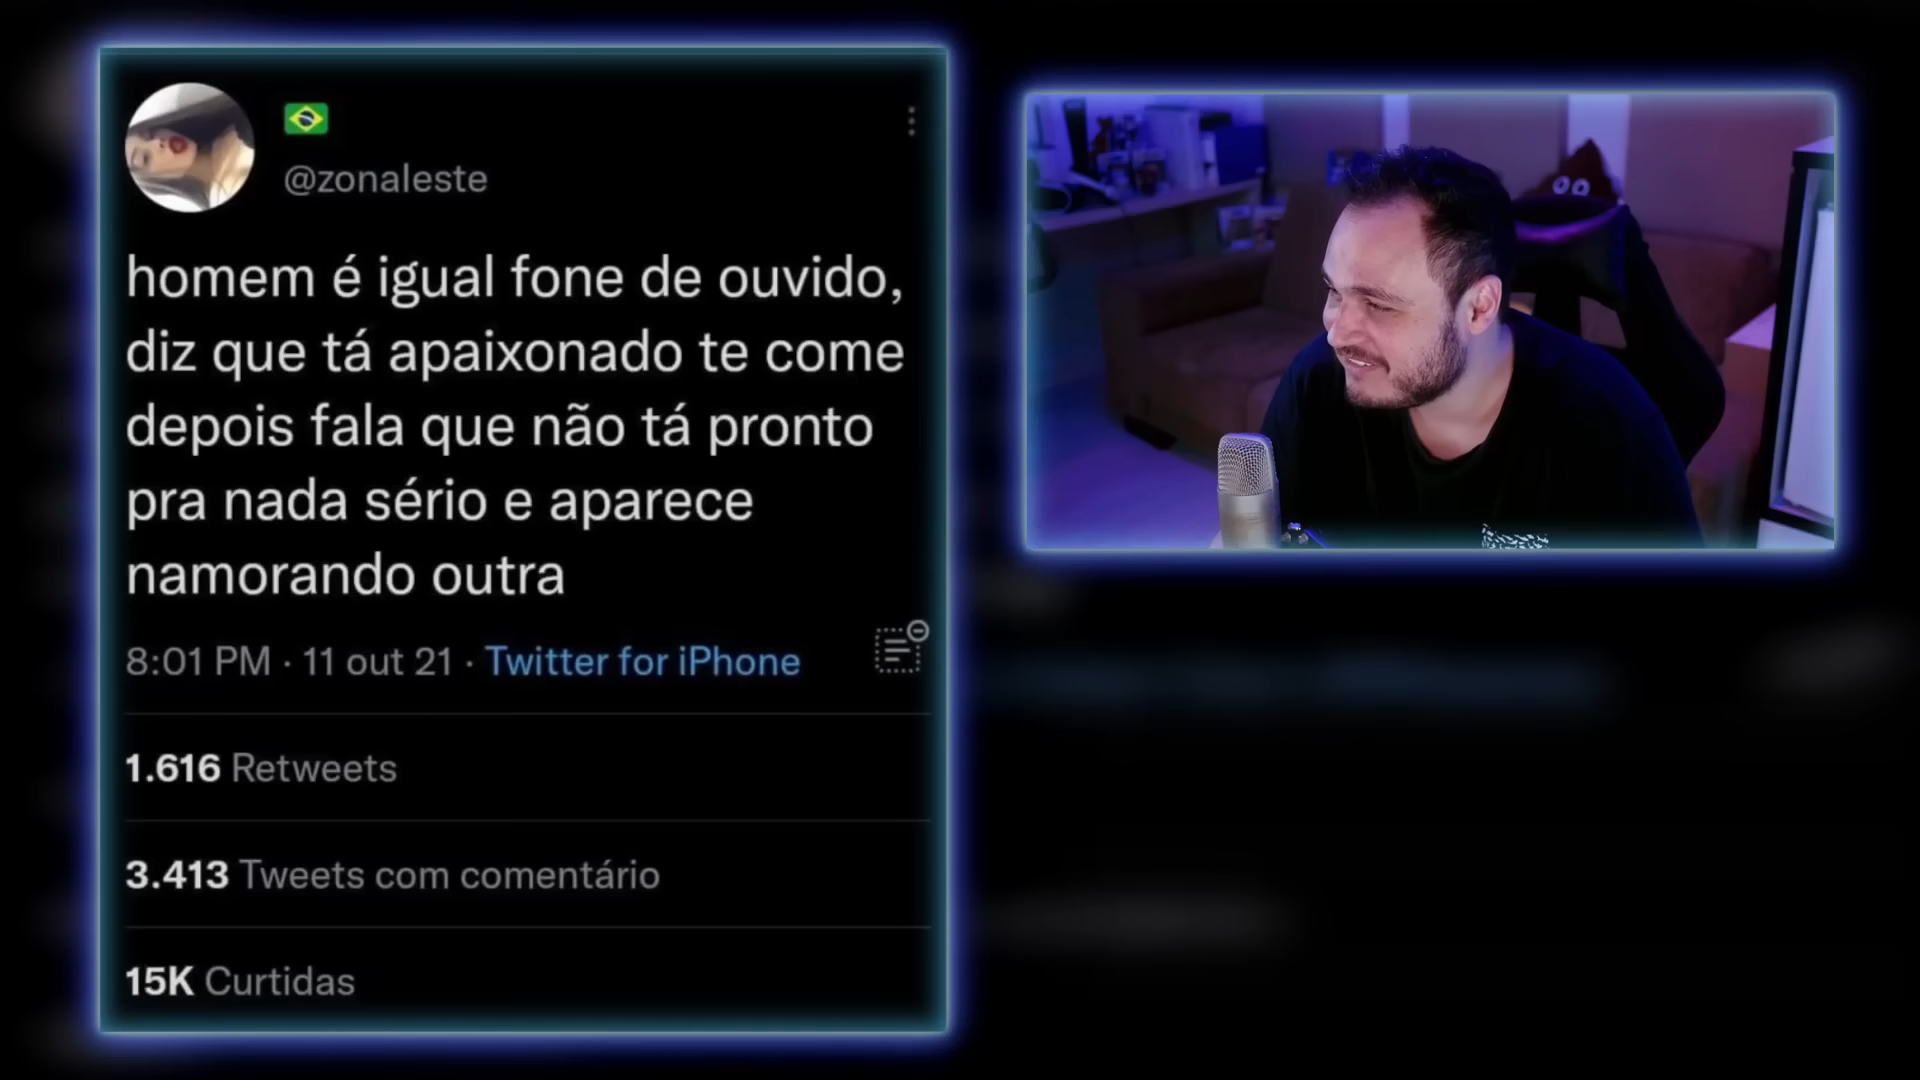 @zonaleste
homem é igual fone de ouvido,
diz que tá apaixonado te come
depois fala que não tá pronto
pra nada sério e aparece
namorando outra
8:01 PM · 11 out 21 · Twitter for iPhone
1.616 Retweets
3.413 Tweets com comentário
15K Curtidas